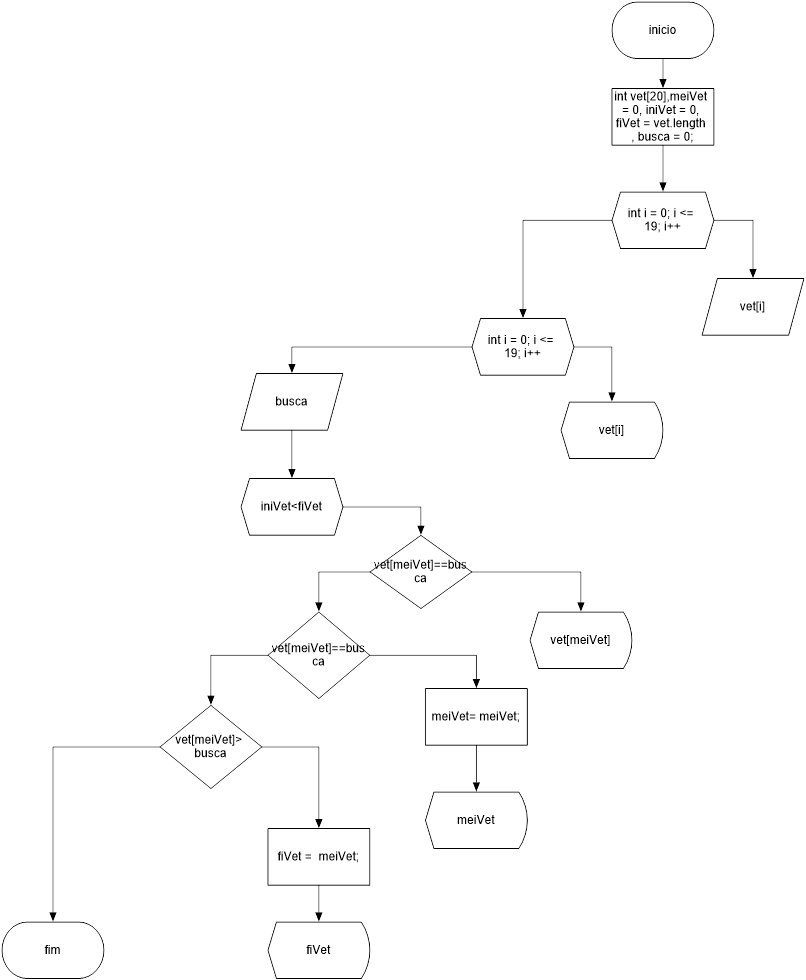 inicio
int vet[20],meiVet
= 0, iniVet = 0,
fiVet = vet.length
, busca = 0;
int i = 0; i <=
19; i++
vet[i]
int i = 0; i <=
19; i++
busca
vet[i]
iniVet<fiVet
vet[meiVet]==bus
ca
vet[meiVet]
vet[meiVet]==bus
ca
meiVet= meiVet;
vet[meiVet]>
busca
meiVet
fiVet =  meiVet;
fim
fiVet